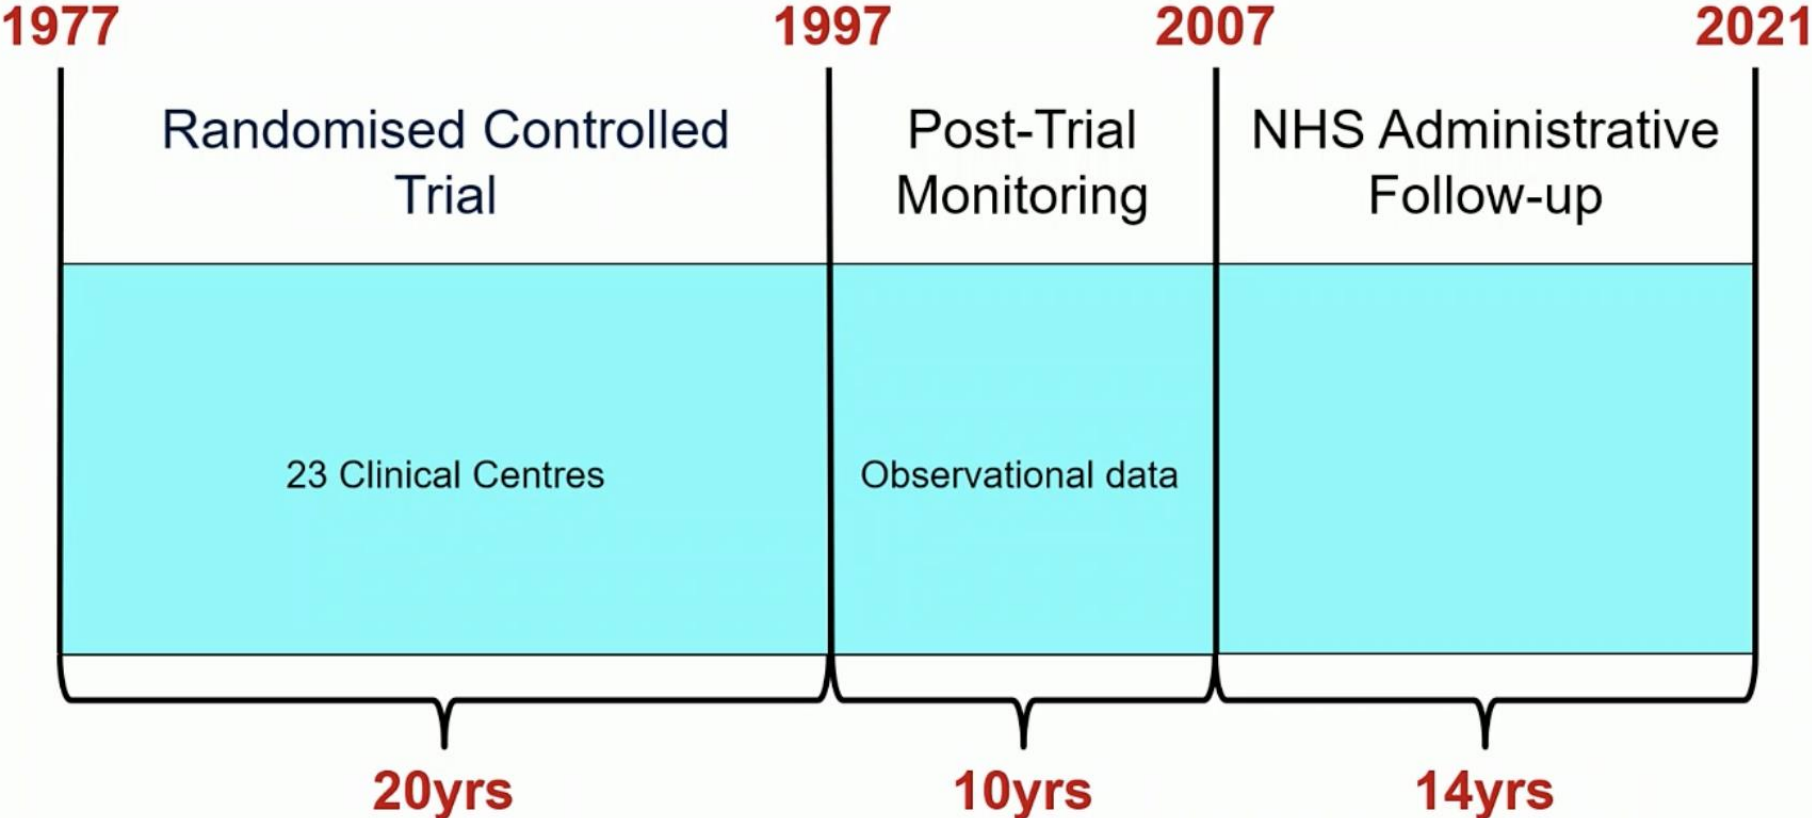 1977 1997 2007 2021
Randomised Controlled
Trial
Post-Trial
Monitoring
NHS Administrative
Follow-up
23 Clinical Centres
Observational data
20yrs 10yrs 14yrs